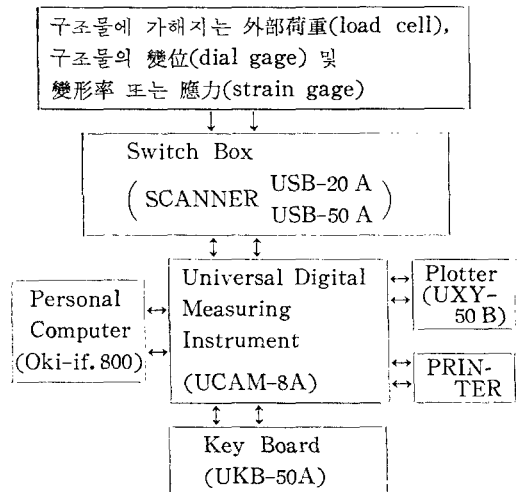 구조물에 가해지는 外部荷重(load cell),
구조물의 變位(dial gage) 및
變形率 또는 應力(strain gage)
↓ ↓
Switch Box
(SCANNER USB-20 A
USB-50 A)
↕ ↕
Universal Digital
Measuring
Instrument
(UCAM-8A)
Personal
Computer
(Oki-if.800)
↔
↔
↔ Plotter
↔ (UXY-
50 B)
↔ PRIN-
↔ TER
↕ ↕
Key Board
(UKB-50A)